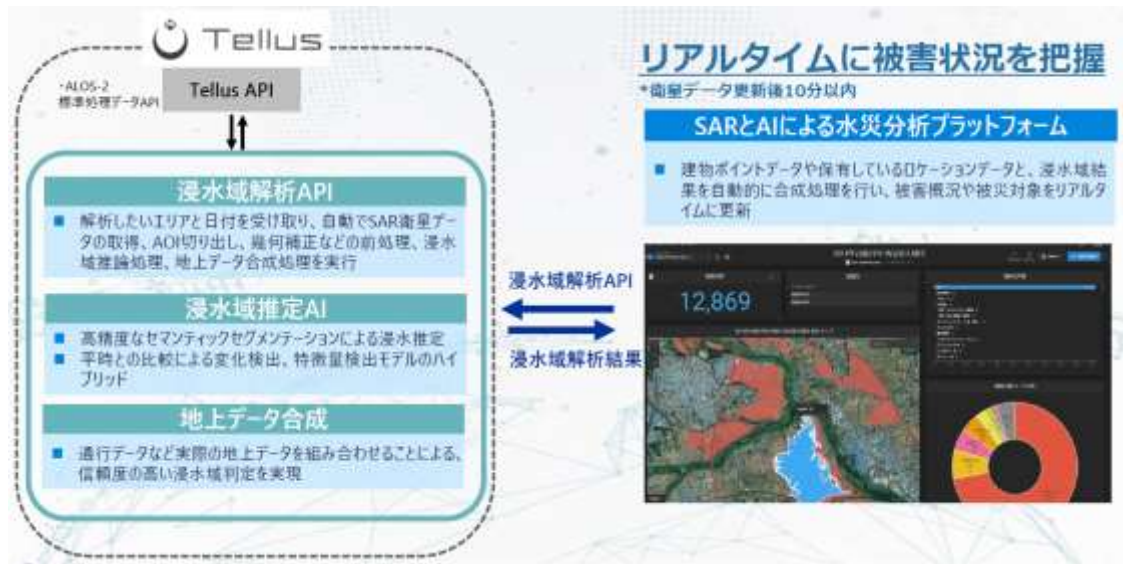 Tellus
・ALOS-2
標準処理データAPI
Tellus API
浸水域解析API
■ 解析したいエリアと日付を受け取り、自動でSAR衛星デー
タの取得、AOI切り出し、幾何補正などの前処理、浸水
域推論処理、地上データ合成処理を実行
浸水域推定AI
■ 高精度なセマンティックセグメンテーションによる浸水推定
■ 平時との比較による変化検出、特徴量検出モデルのハイ
ブリッド
地上データ合成
■ 通行データなど実際の地上データを組み合わせることによる、
信頼度の高い浸水域判定を実現
浸水域解析API
浸水域解析結果
リアルタイムに被害状況を把握
*衛星データ更新後10分以内
SARとAIによる水災分析プラットフォーム
■ 建物ポイントデータや保有しているロケーションデータと、浸水域結
果を自動的に合成処理を行い、被害概況や被災対象をリアルタ
イムに更新
12,869